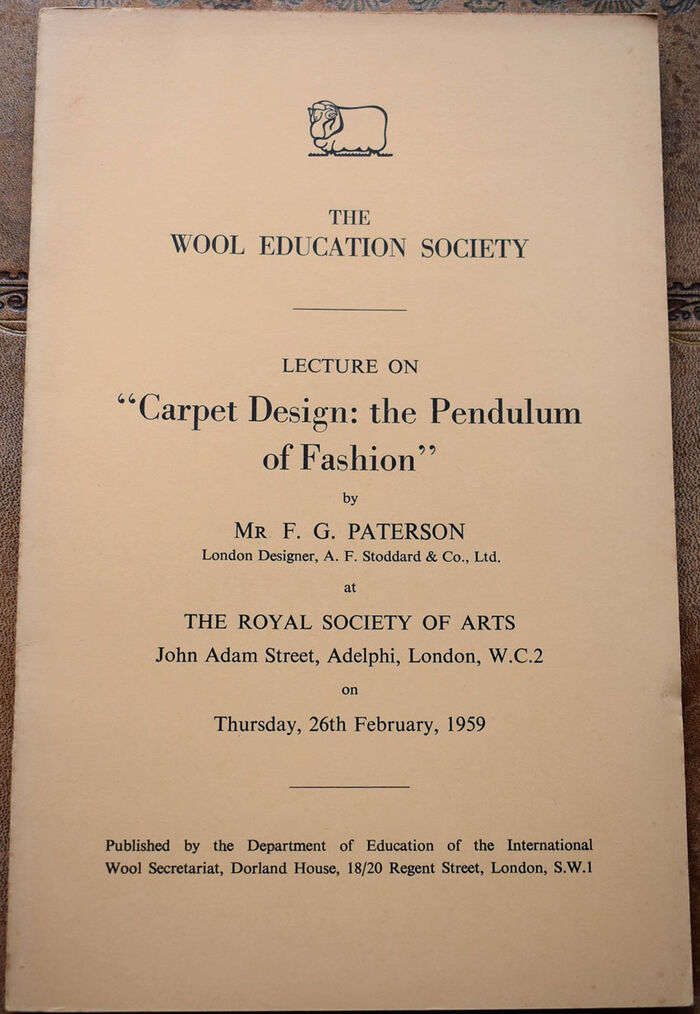 THE
WOOL EDUCATION SOCIETY
LECTURE ON
“Carpet Design: the Pendulum
of Fashion”
by
MR F. G. PATERSON
London Designer, A. F. Stoddard & Co., Ltd.
at
THE ROYAL SOCIETY OF ARTS
John Adam Street, Adelphi, London, W.C.2
on
Thursday, 26th February, 1959
Published by the Department of Education of the International
Wool Secretariat, Dorland House, 18/20 Regent Street, London, S.W.1